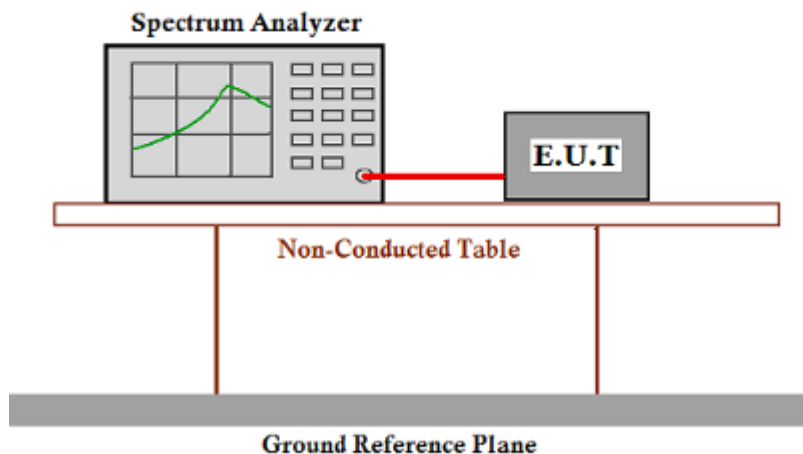 Spectrum Analyzer
E.U.T
Non-Conducted Table
Ground Reference Plane